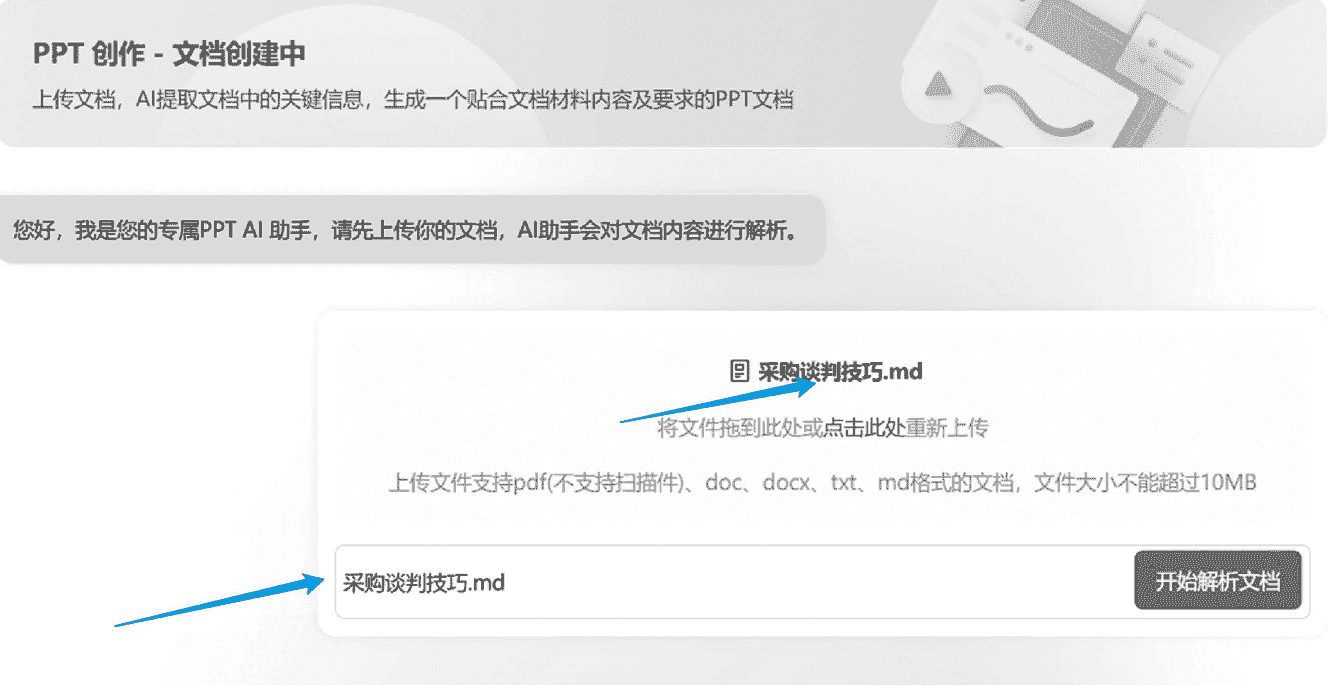 PPT 创作 - 文档创建中
上传文档，AI提取文档中的关键信息，生成一个贴合文档材料内容及要求的PPT文档
您好，我是您的专属PPT AI 助手，请先上传你的文档，AI助手会对文档内容进行解析。
采购谈判技巧.md
将文件拖到此处或点击此处重新上传
上传文件支持pdf(不支持扫描件)、doc、docx、txt、md格式的文档，文件大小不能超过10MB
采购谈判技巧.md
开始解析文档